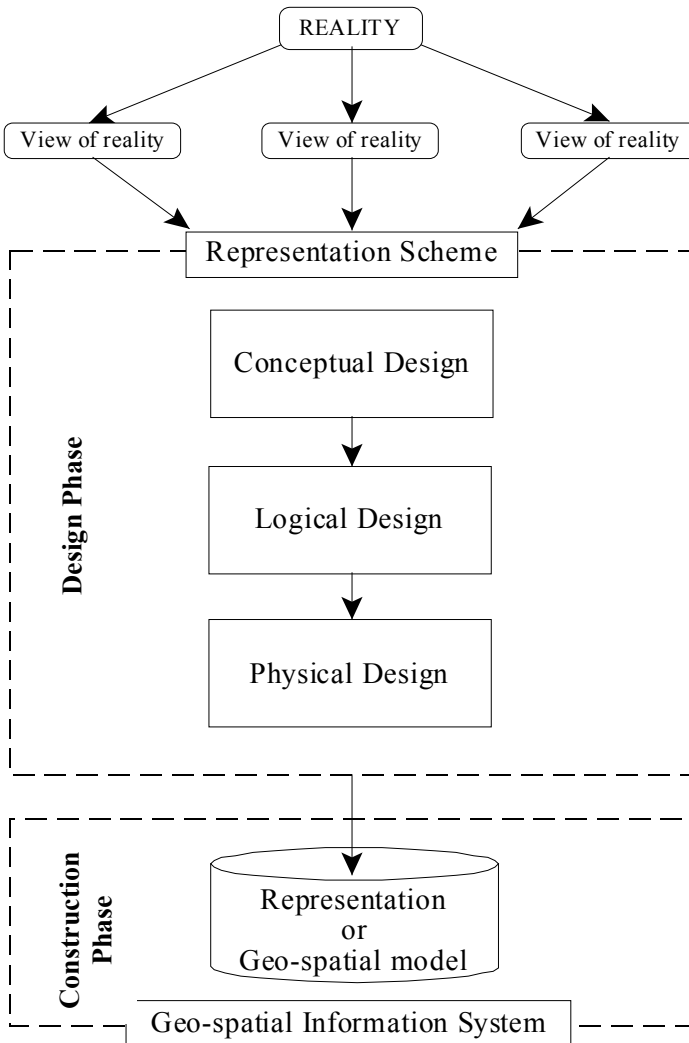 REALITY
View of reality
View of reality
View of reality
Representation Scheme
Conceptual Design
Logical Design
Physical Design
Design Phase
Representation
or
Geo-spatial model
Construction
Phase
Geo-spatial Information System